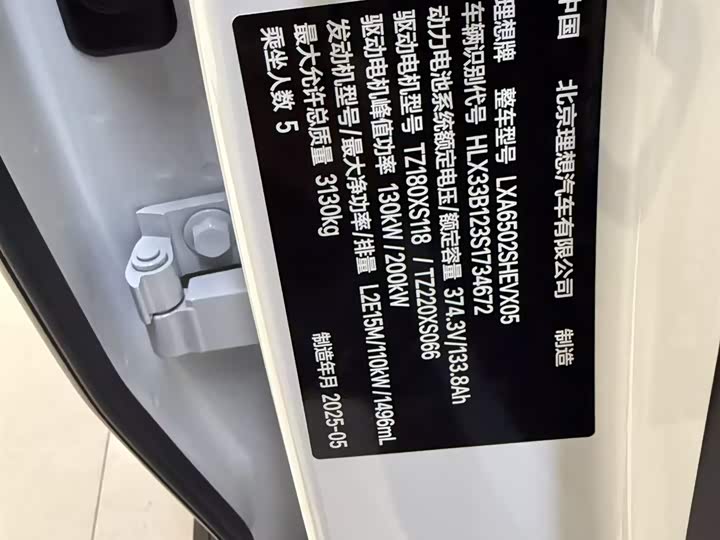 中国 北京理想汽车有限公司 制造
理想牌 整车型号 LXA6502SHEVX05
车辆识别代号 HLX33B123S1734672
动力电池系统额定电压/额定容量 374.3V/133.8Ah
驱动电机型号 TZ180XS118 / TZ220XS066
驱动电机峰值功率 130kW/200kW
发动机型号/最大净功率/排量 L2E15M/110kW/1496mL
最大允许总质量 3130kg
乘坐人数 5 制造年月 2025-05